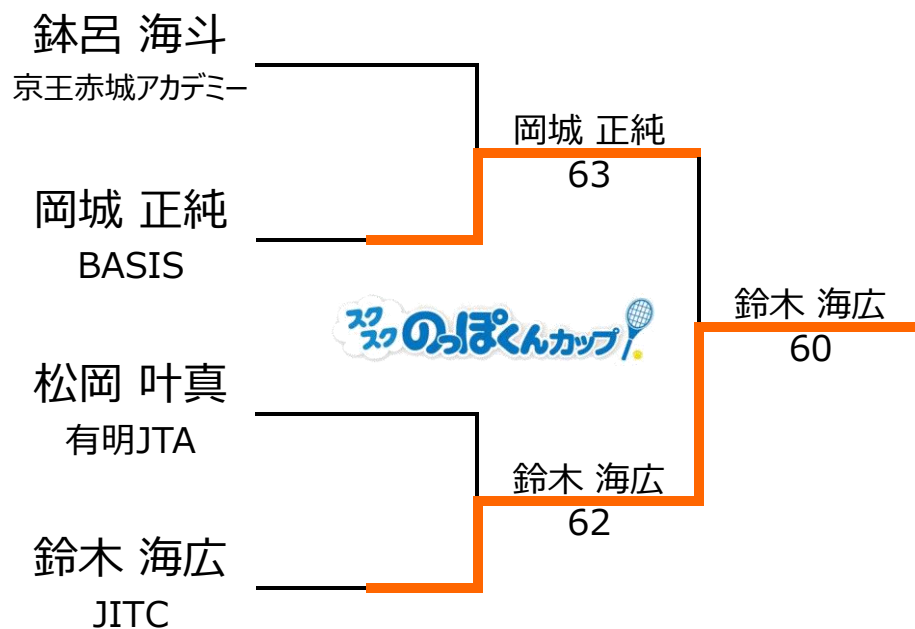 鉢呂 海斗
京王赤城アカデミー
岡城 正純
63
岡城 正純
BASIS
スクスク のっぽくんカップ
鈴木 海広
60
松岡 叶真
有明JTA
鈴木 海広
62
鈴木 海広
JITC